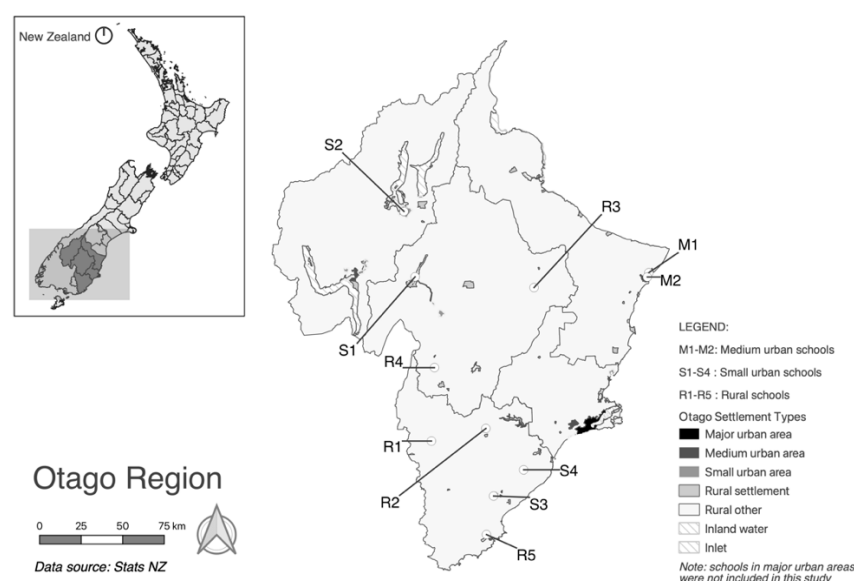 New Zealand
S2
R3
M1
M2
S1
R4
R1
R2
S4
S3
R5
LEGEND:
M1-M2: Medium urban schools
S1-S4 : Small urban schools
R1-R5 : Rural schools
Otago Settlement Types
Major urban area
Medium urban area
Small urban area
Rural settlement
Rural other
Inland water
Inlet
Note: schools in major urban areas
were not included in this study
Otago Region
0 25 50 75 km
Data source: Stats NZ